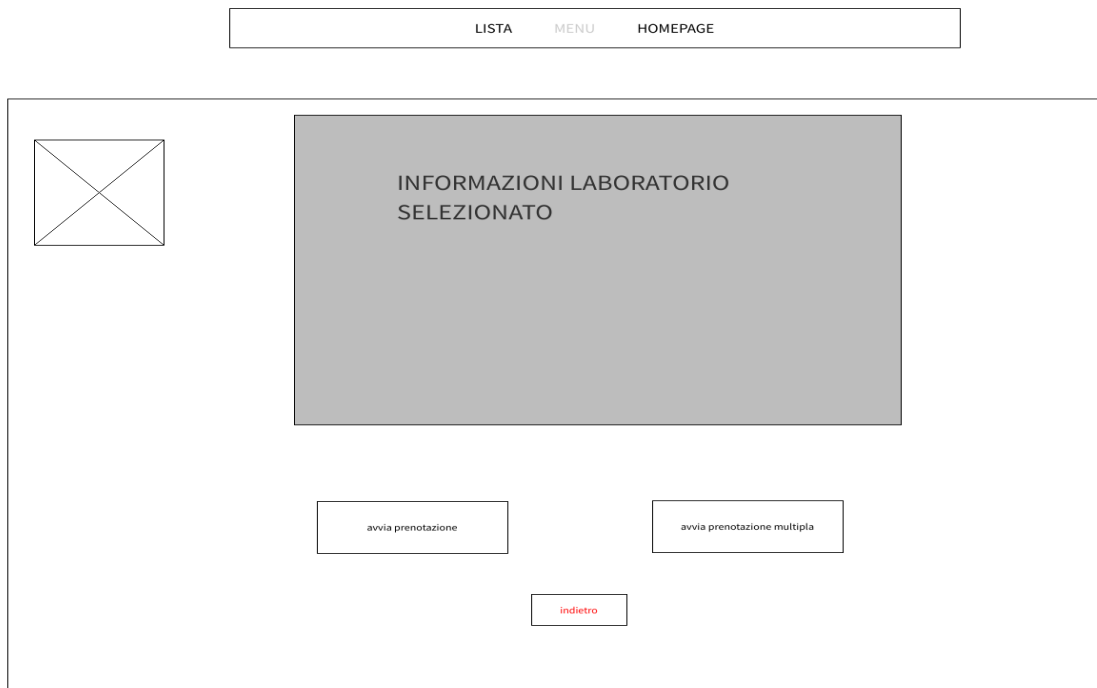 LISTA MENU HOMEPAGE
INFORMAZIONI LABORATORIO
SELEZIONATO
avvia prenotazione
avvia prenotazione multipla
indietro